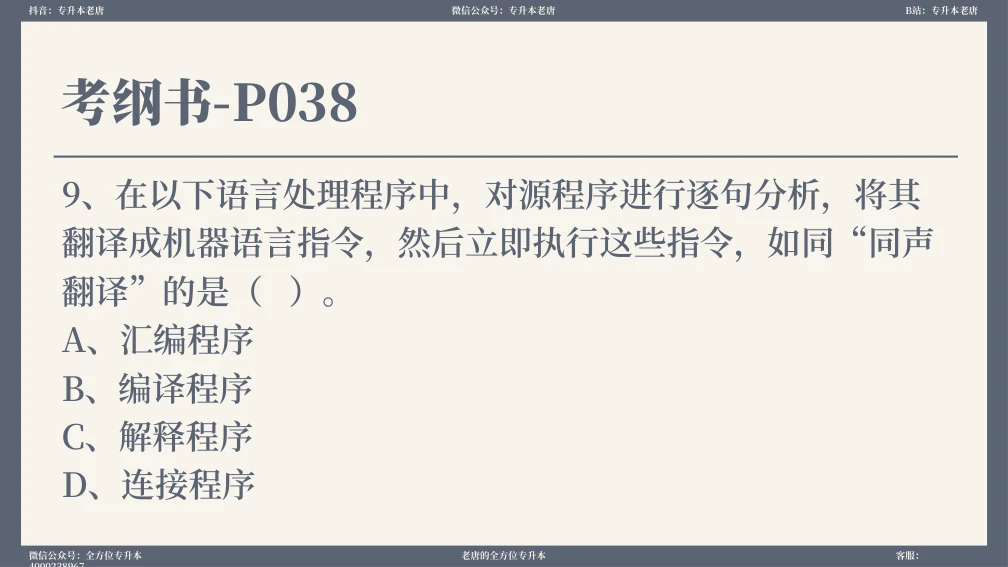 抖音：专升本老唐
微信公众号：专升本老唐
B站：专升本老唐
考纲书-P038
9、在以下语言处理程序中，对源程序进行逐句分析，将其
翻译成机器语言指令，然后立即执行这些指令，如同“同声
翻译”的是（ ）。
A、汇编程序
B、编译程序
C、解释程序
D、连接程序
微信公众号：全方位专升本
老唐的全方位专升本
客服：
4000238967